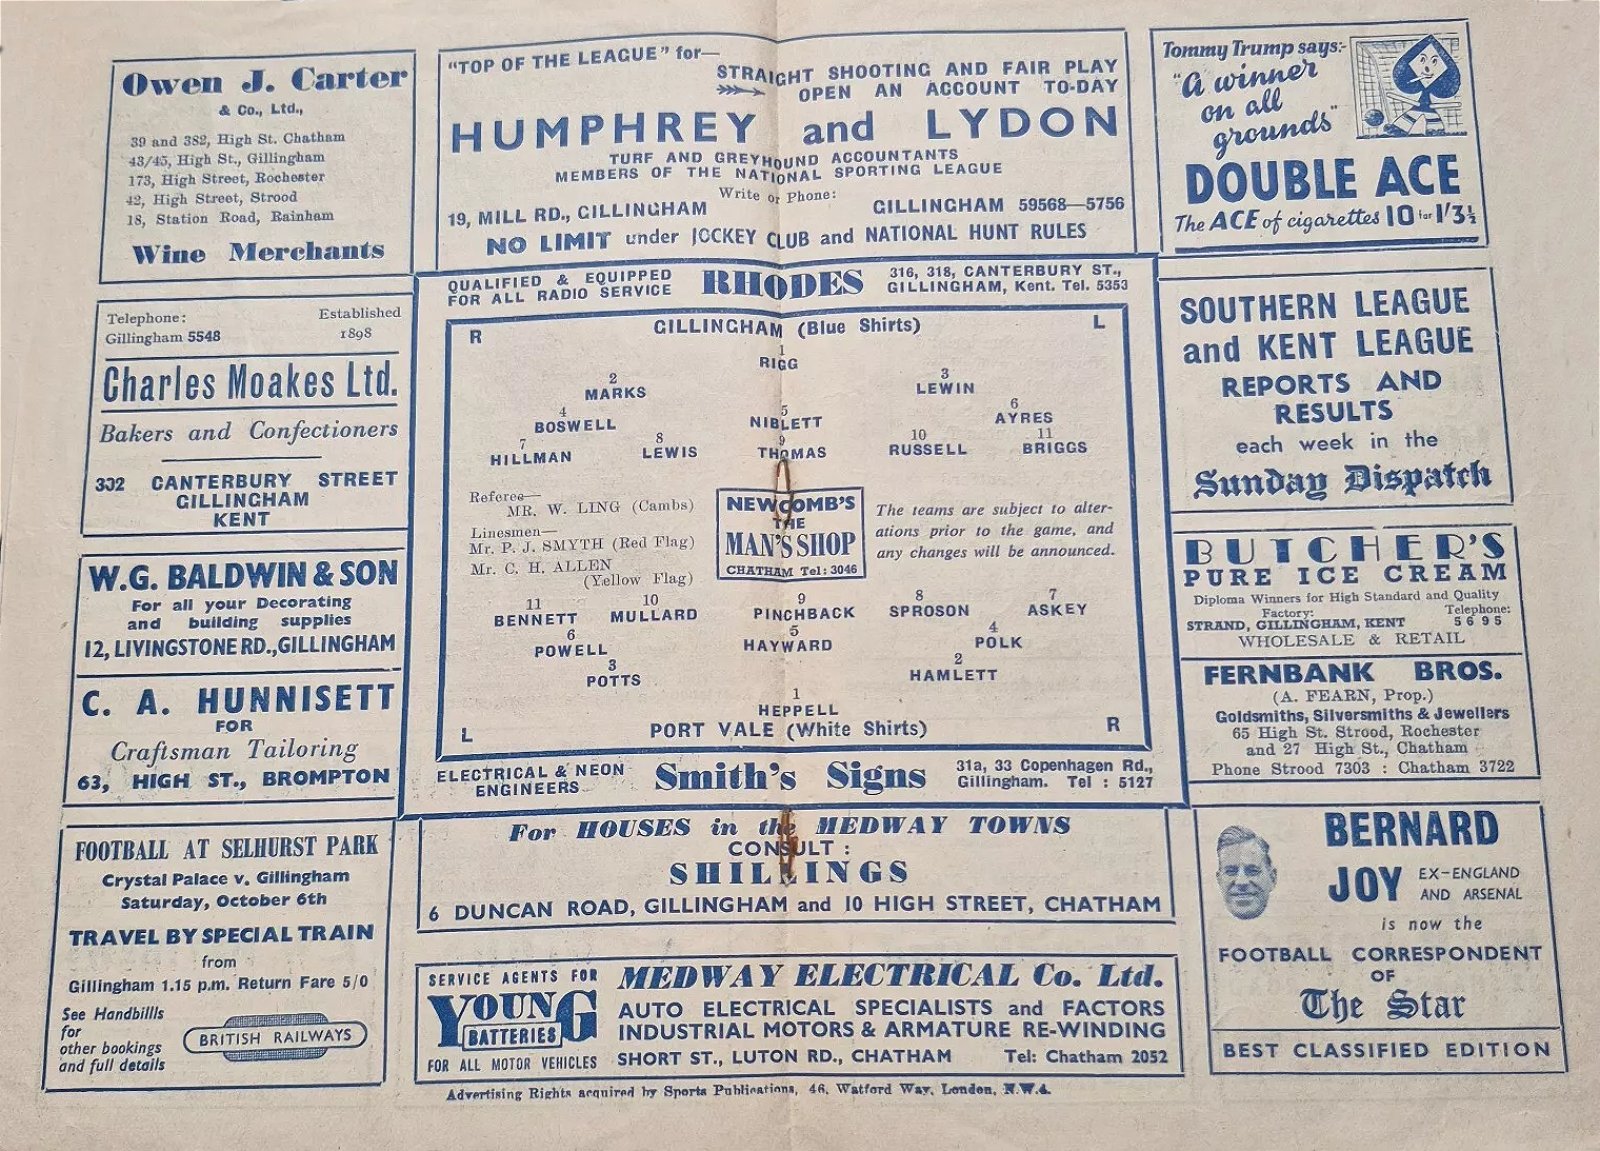 Owen J. Carter
& Co., Ltd.,
39 and 382, High St. Chatham
43/45, High St., Gillingham
173, High Street, Rochester
42, High Street, Strood
18, Station Road, Rainham
Wine Merchants
"TOP OF THE LEAGUE" for—
STRAIGHT SHOOTING AND FAIR PLAY
OPEN AN ACCOUNT TO-DAY
HUMPHREY and LYDON
TURF AND GREYHOUND ACCOUNTANTS
MEMBERS OF THE NATIONAL SPORTING LEAGUE
Write or Phone:
19, MILL RD., GILLINGHAM GILLINGHAM 59568—5756
NO LIMIT under JOCKEY CLUB and NATIONAL HUNT RULES
Tommy Trump says:-
"A winner
on all
grounds"
DOUBLE ACE
The ACE of cigarettes 10 for 1/3½
Telephone: Established
Gillingham 5548 1898
Charles Moakes Ltd.
Bakers and Confectioners
332 CANTERBURY STREET
GILLINGHAM
KENT
W.G. BALDWIN & SON
For all your Decorating
and building supplies
12, LIVINGSTONE RD., GILLINGHAM
C. A. HUNNISETT
FOR
Craftsman Tailoring
63, HIGH ST., BROMPTON
FOOTBALL AT SELHURST PARK
Crystal Palace v. Gillingham
Saturday, October 6th
TRAVEL BY SPECIAL TRAIN
from
Gillingham 1.15 p.m. Return Fare 5/0
See Handbillls
for
other bookings
and full details
BRITISH RAILWAYS
QUALIFIED & EQUIPPED
FOR ALL RADIO SERVICE
RHODES
316, 318, CANTERBURY ST.,
GILLINGHAM, Kent. Tel. 5353
R GILLINGHAM (Blue Shirts) L
1
RIGG
2 3
MARKS LEWIN
4 5 6
BOSWELL NIBLETT AYRES
7 8 9 10 11
HILLMAN LEWIS THOMAS RUSSELL BRIGGS
Referee—
MR. W. LING (Cambs)
Linesmen—
Mr. P. J. SMYTH (Red Flag)
Mr. C. H. ALLEN
(Yellow Flag)
NEWCOMB'S
THE
MAN'S SHOP
CHATHAM Tel: 3046
The teams are subject to alter-
ations prior to the game, and
any changes will be announced.
11 10 9 8 7
BENNETT MULLARD PINCHBACK SPROSON ASKEY
6 5 4
POWELL HAYWARD POLK
3 2
POTTS HAMLETT
1
HEPPELL
L PORT VALE (White Shirts) R
ELECTRICAL & NEON
ENGINEERS
Smith's Signs
31a, 33 Copenhagen Rd.,
Gillingham. Tel : 5127
For HOUSES in the MEDWAY TOWNS
CONSULT :
SHILLINGS
6 DUNCAN ROAD, GILLINGHAM and 10 HIGH STREET, CHATHAM
SERVICE AGENTS FOR
YOUNG
BATTERIES
FOR ALL MOTOR VEHICLES
MEDWAY ELECTRICAL Co. Ltd.
AUTO ELECTRICAL SPECIALISTS and FACTORS
INDUSTRIAL MOTORS & ARMATURE RE-WINDING
SHORT ST., LUTON RD., CHATHAM Tel: Chatham 2052
Advertising Rights acquired by Sports Publications, 46, Watford Way, London, N.W.4.
SOUTHERN LEAGUE
and KENT LEAGUE
REPORTS AND
RESULTS
each week in the
Sunday Dispatch
BUTCHER'S
PURE ICE CREAM
Diploma Winners for High Standard and Quality
Factory: Telephone:
STRAND, GILLINGHAM, KENT 5695
WHOLESALE & RETAIL
FERNBANK BROS.
(A. FEARN, Prop.)
Goldsmiths, Silversmiths & Jewellers
65 High St. Strood, Rochester
and 27 High St., Chatham
Phone Strood 7303 : Chatham 3722
BERNARD
JOY EX-ENGLAND
AND ARSENAL
is now the
FOOTBALL CORRESPONDENT
OF
The Star
BEST CLASSIFIED EDITION